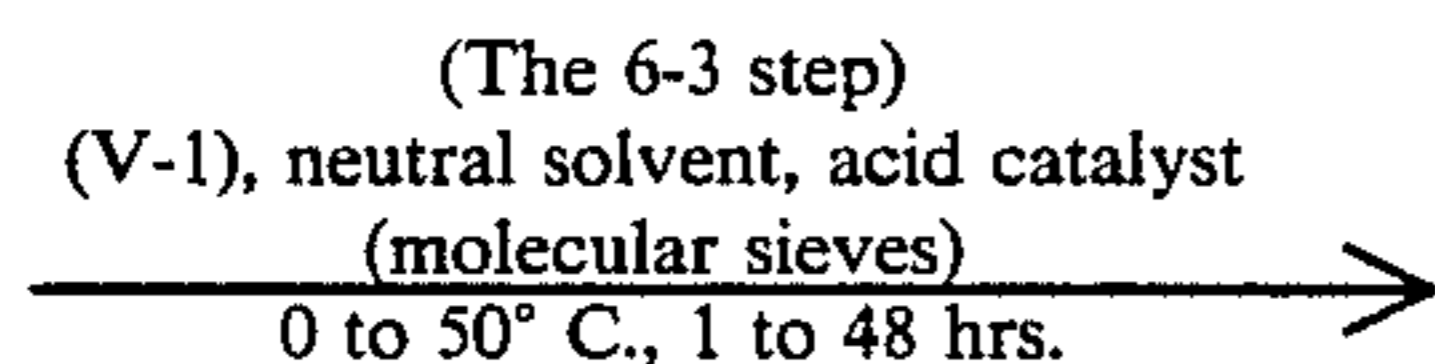 (The 6-3 step)
(V-1), neutral solvent, acid catalyst
(molecular sieves)
0 to 50° C., 1 to 48 hrs.